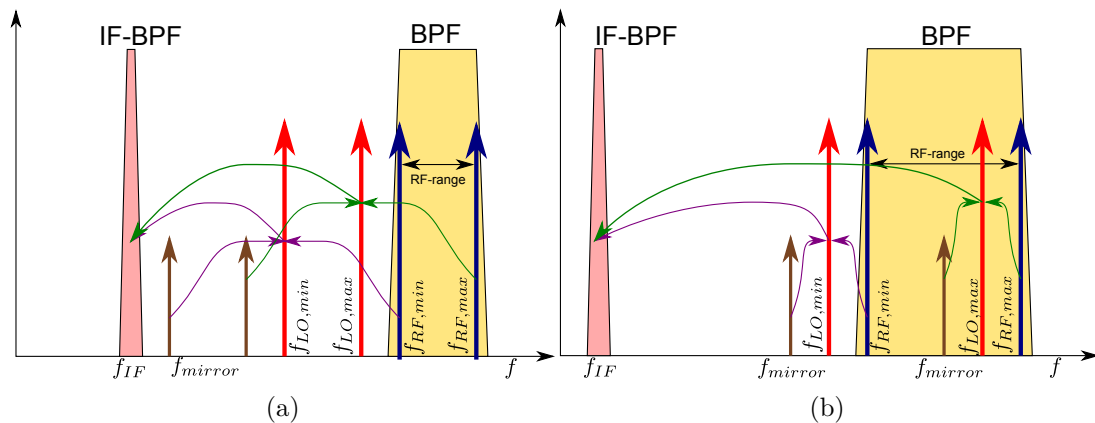 IF-BPF
BPF
RF-range
f_{LO,min}
f_{LO,max}
f_{RF,min}
f_{RF,max}
f_{IF}
f_{mirror}
f
(a)
IF-BPF
BPF
RF-range
f_{LO,min}
f_{RF,min}
f_{LO,max}
f_{RF,max}
f_{IF}
f_{mirror}
f_{mirror}
f
(b)